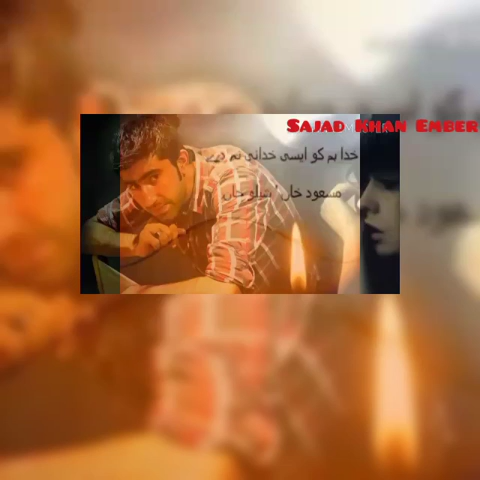 Sajad Khan Ember
خدا ہم کو ایسی خدائی نہ دے
مسعود خان